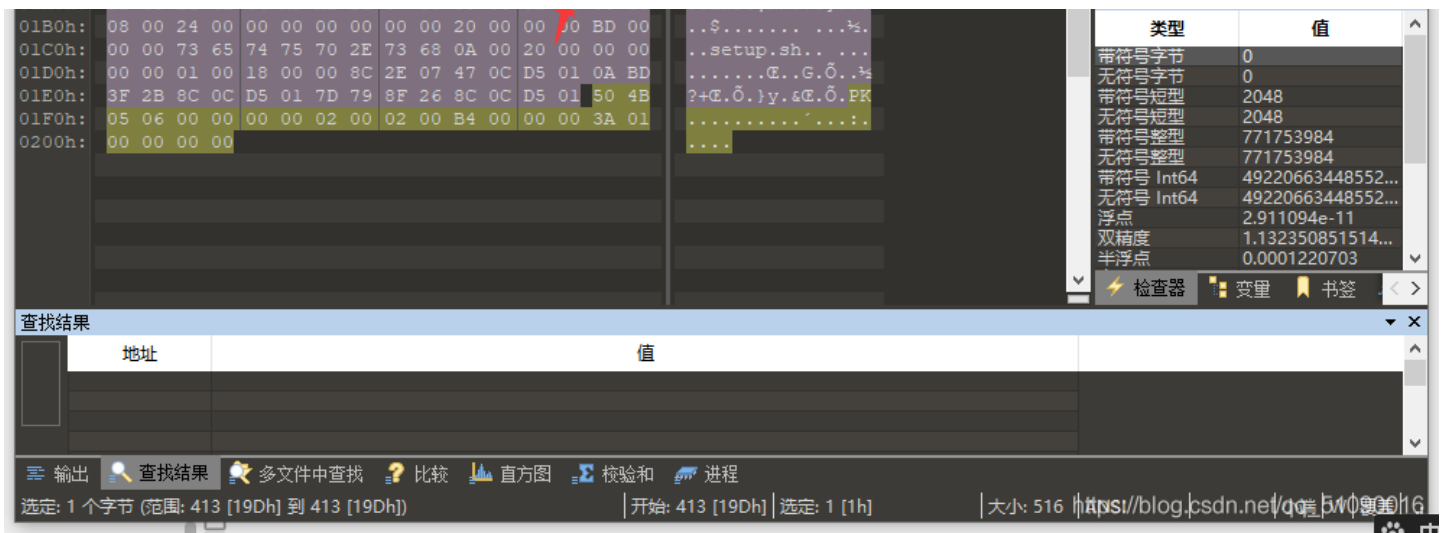 01B0h: 08 00 24 00 00 00 00 00 00 00 20 00 00 00 BD 00 ..$....... ...½.
01C0h: 00 00 73 65 74 75 70 2E 73 68 0A 00 20 00 00 00 ..setup.sh.. ...
01D0h: 00 00 01 00 18 00 00 8C 2E 07 47 0C D5 01 0A BD .......Œ..G.Õ..½
01E0h: 3F 2B 8C 0C D5 01 7D 79 8F 26 8C 0C D5 01 50 4B ?+Œ.Õ.}y.&Œ.Õ.PK
01F0h: 05 06 00 00 00 00 02 00 02 00 B4 00 00 00 3A 01 ..........´...:.
0200h: 00 00 00 00 ....
类型 值
带符号字节 0
无符号字节 0
带符号短型 2048
无符号短型 2048
带符号整型 771753984
无符号整型 771753984
带符号 Int64 49220663448552...
无符号 Int64 49220663448552...
浮点 2.911094e-11
双精度 1.132350851514...
半浮点 0.0001220703
检查器 变量 书签
查找结果
地址 值
输出 查找结果 多文件中查找 比较 直方图 校验和 进程
选定: 1 个字节 (范围: 413 [19Dh] 到 413 [19Dh]) 开始: 413 [19Dh] 选定: 1 [1h] 大小: 516
https://blog.csdn.net/qq_51090016
中